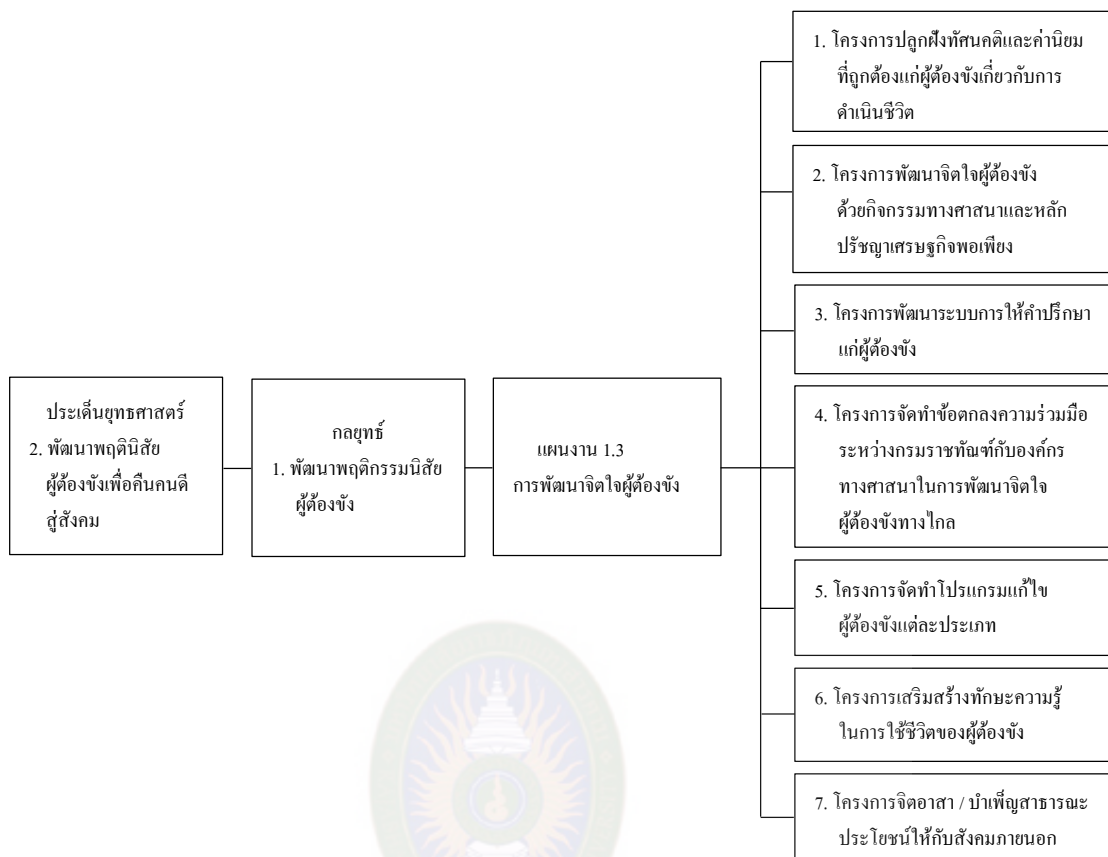 ประเด็นยุทธศาสตร์
2. พัฒนาพฤตินิสัย
ผู้ต้องขังเพื่อคืนคนดี
สู่สังคม
กลยุทธ์
1. พัฒนาพฤติกรรมนิสัย
ผู้ต้องขัง
แผนงาน 1.3
การพัฒนาจิตใจผู้ต้องขัง
1. โครงการปลูกฝังทัศนคติและค่านิยม
ที่ถูกต้องแก่ผู้ต้องขังเกี่ยวกับการ
ดำเนินชีวิต
2. โครงการพัฒนาจิตใจผู้ต้องขัง
ด้วยกิจกรรมทางศาสนาและหลัก
ปรัชญาเศรษฐกิจพอเพียง
3. โครงการพัฒนาระบบการให้คำปรึกษา
แก่ผู้ต้องขัง
4. โครงการจัดทำข้อตกลงความร่วมมือ
ระหว่างกรมราชทัณฑ์กับองค์กร
ทางศาสนาในการพัฒนาจิตใจ
ผู้ต้องขังทางไกล
5. โครงการจัดทำโปรแกรมแก้ไข
ผู้ต้องขังแต่ละประเภท
6. โครงการเสริมสร้างทักษะความรู้
ในการใช้ชีวิตของผู้ต้องขัง
7. โครงการจิตอาสา / บำเพ็ญสาธารณะ
ประโยชน์ให้กับสังคมภายนอก